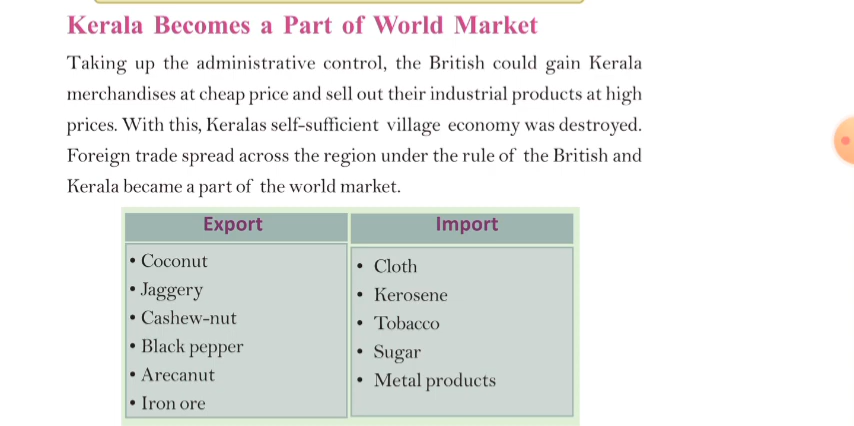 Kerala Becomes a Part of World Market
Taking up the administrative control, the British could gain Kerala
merchandises at cheap price and sell out their industrial products at high
prices. With this, Keralas self-sufficient village economy was destroyed.
Foreign trade spread across the region under the rule of the British and
Kerala became a part of the world market.
Export
• Coconut
• Jaggery
• Cashew-nut
• Black pepper
• Arecanut
• Iron ore
Import
• Cloth
• Kerosene
• Tobacco
• Sugar
• Metal products